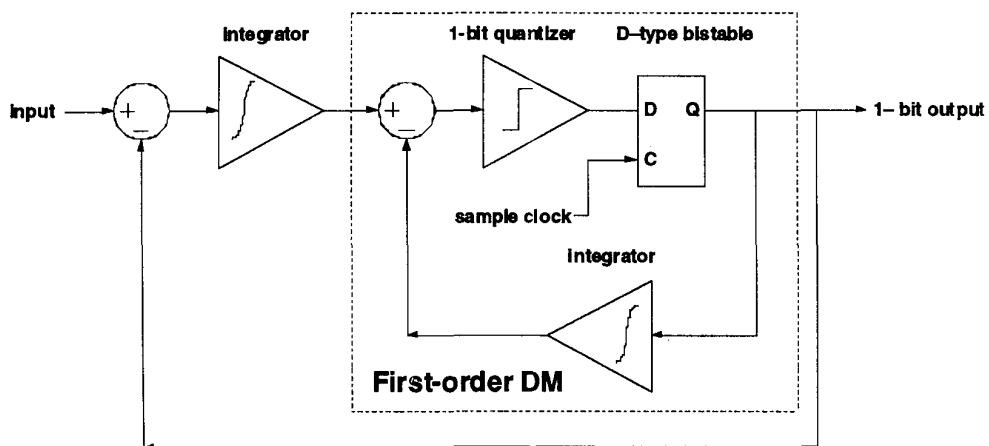 integrator
1-bit quantizer
D–type bistable
input
+
–
+
–
D Q
C
1– bit output
sample clock
integrator
First-order DM